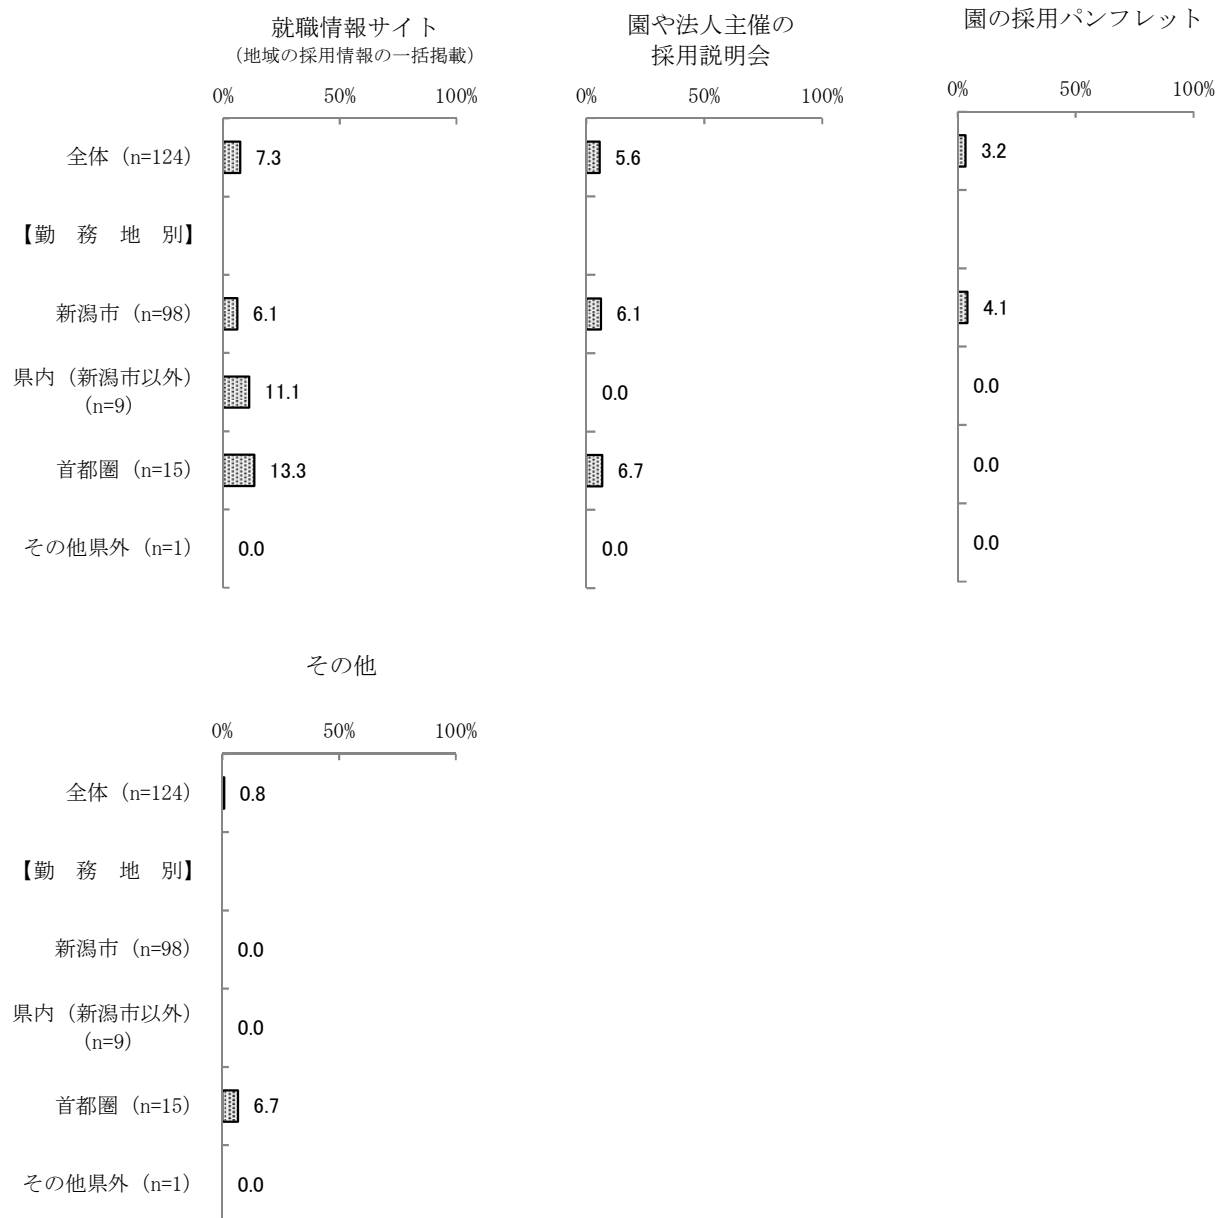 就職情報サイト
（地域の採用情報の一括掲載）
0% 50% 100%
全体（n=124） 7.3
【勤　務　地　別】
新潟市（n=98） 6.1
県内（新潟市以外）
（n=9） 11.1
首都圏（n=15） 13.3
その他県外（n=1） 0.0
園や法人主催の
採用説明会
0% 50% 100%
5.6
6.1
0.0
6.7
0.0
園の採用パンフレット
0% 50% 100%
3.2
4.1
0.0
0.0
0.0
その他
0% 50% 100%
全体（n=124） 0.8
【勤　務　地　別】
新潟市（n=98） 0.0
県内（新潟市以外）
（n=9） 0.0
首都圏（n=15） 6.7
その他県外（n=1） 0.0